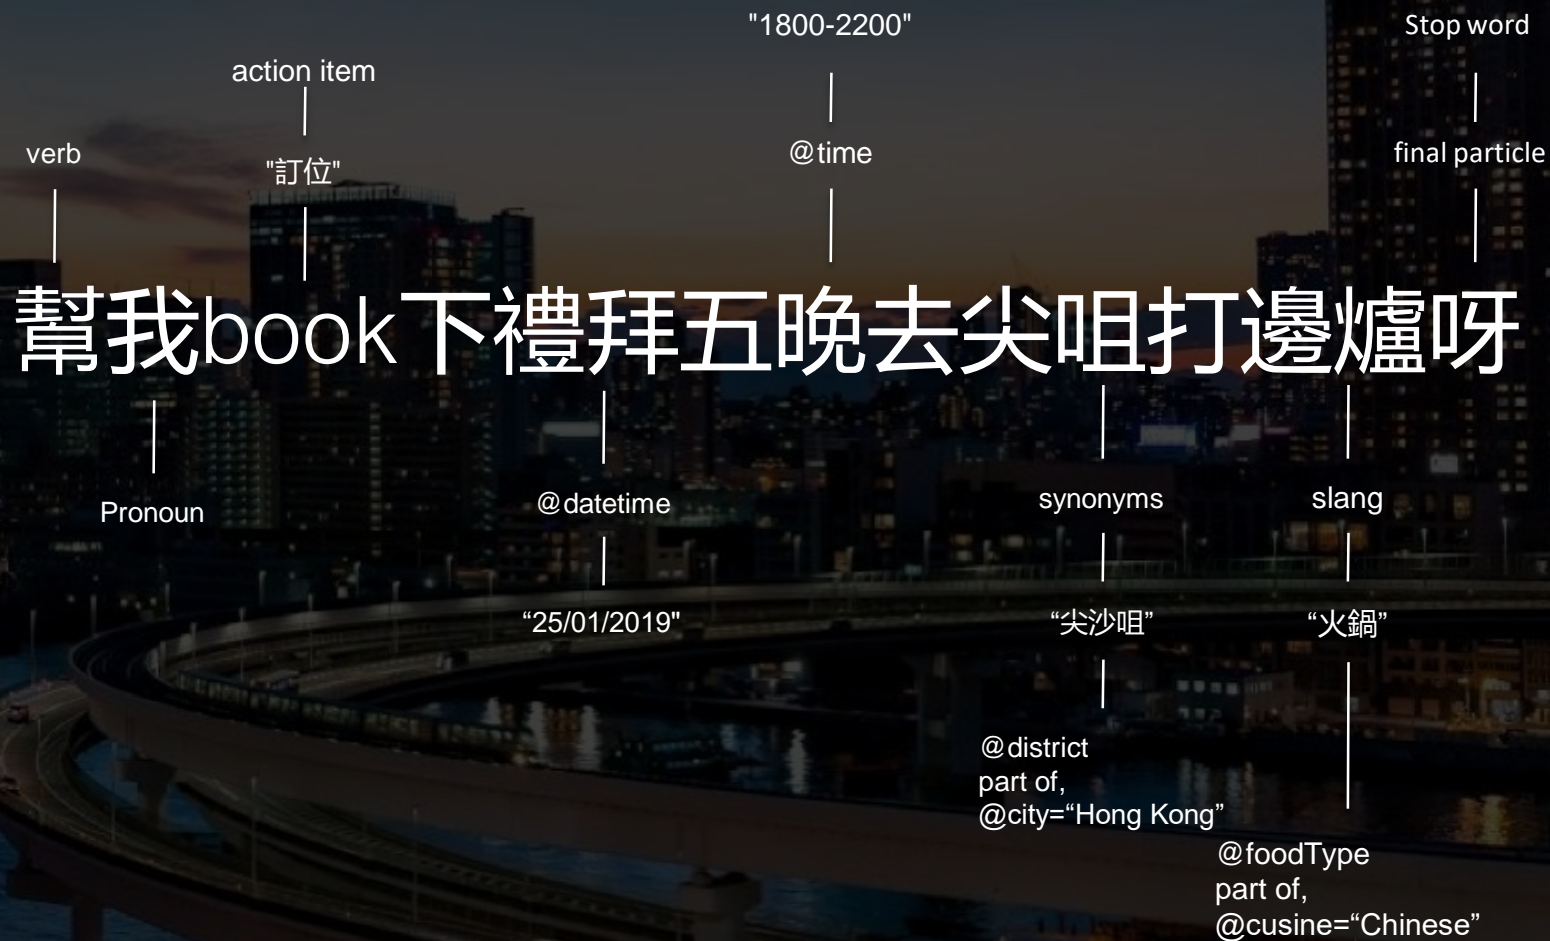 "1800-2200"
Stop word
action item
verb
"訂位"
@time
final particle
幫我book下禮拜五晚去尖咀打邊爐呀
Pronoun
@datetime
synonyms
slang
“25/01/2019"
“尖沙咀”
“火鍋”
@district
part of,
@city=“Hong Kong”
@foodType
part of,
@cusine=“Chinese”